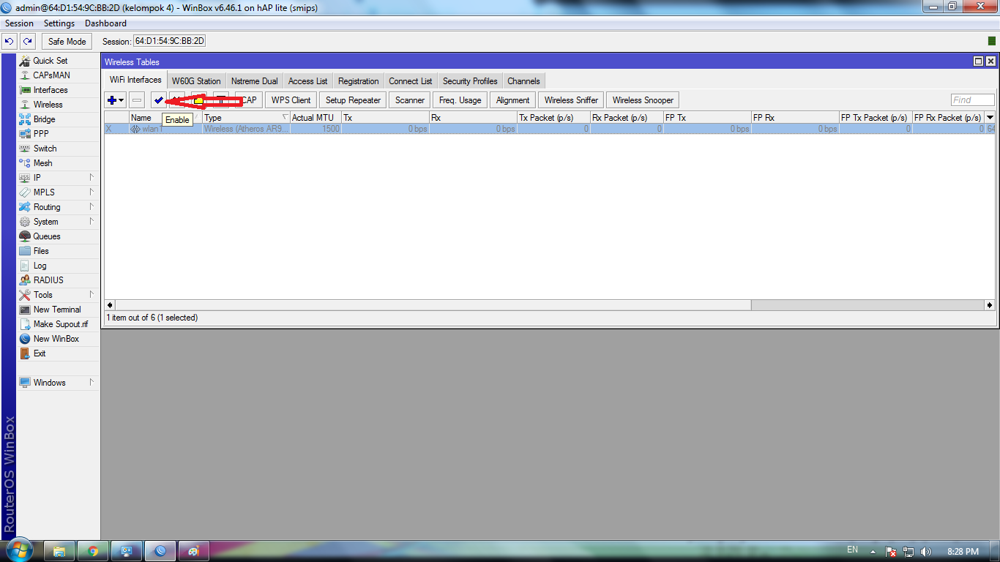 admin@64:D1:54:9C:BB:2D (kelompok 4) - WinBox v6.46.1 on hAP lite (smips)
Session Settings Dashboard
Safe Mode Session: 64:D1:54:9C:BB:2D
Wireless Tables
WiFi Interfaces W60G Station Nstreme Dual Access List Registration Connect List Security Profiles Channels
CAP WPS Client Setup Repeater Scanner Freq. Usage Alignment Wireless Sniffer Wireless Snooper Find
Enable
Name Type Actual MTU Tx Rx Tx Packet (p/s) Rx Packet (p/s) FP Tx FP Rx FP Tx Packet (p/s) FP Rx Packet (p/s)
X wlan1 Wireless (Atheros AR9... 1500 0 bps 0 bps 0 0 0 bps 0 bps 0 0 64
1 item out of 6 (1 selected)
Quick Set
CAPsMAN
Interfaces
Wireless
Bridge
PPP
Switch
Mesh
IP
MPLS
Routing
System
Queues
Files
Log
RADIUS
Tools
New Terminal
Make Supout.rif
New WinBox
Exit
Windows
RouterOS WinBox
EN 8:28 PM